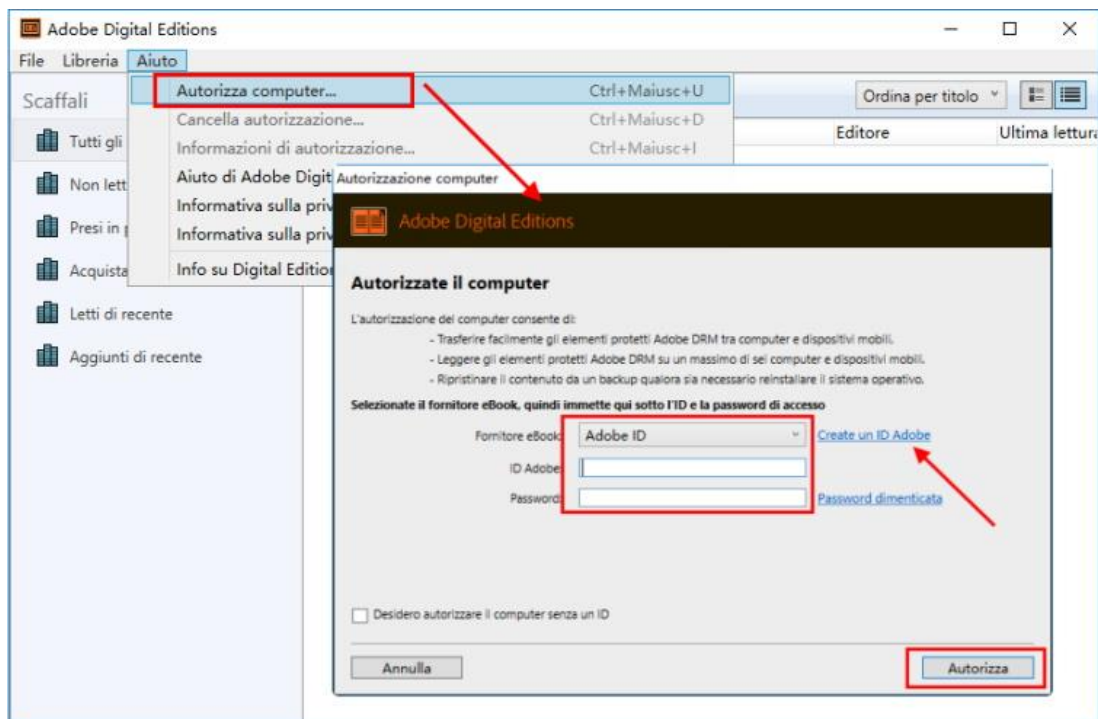 Adobe Digital Editions
File Libreria Aiuto
Scaffali
Autorizza computer... Ctrl+Maiusc+U
Ordina per titolo
Cancella autorizzazione... Ctrl+Maiusc+D
Editore Ultima lettura
Tutti gli
Informazioni di autorizzazione... Ctrl+Maiusc+I
Non lett
Aiuto di Adobe Digit
Informativa sulla priv
Presi in p
Informativa sulla priv
Acquista
Info su Digital Edition
Letti di recente
Aggiunti di recente
Autorizzazione computer
Adobe Digital Editions
Autorizzate il computer
L'autorizzazione del computer consente di:
- Trasferire facilmente gli elementi protetti Adobe DRM tra computer e dispositivi mobili.
- Leggere gli elementi protetti Adobe DRM su un massimo di sei computer e dispositivi mobili.
- Ripristinare il contenuto da un backup qualora sia necessario reinstallare il sistema operativo.
Selezionate il fornitore eBook, quindi immette qui sotto l'ID e la password di accesso
Fornitore eBook: Adobe ID Create un ID Adobe
ID Adobe:
Password: Password dimenticata
Desidero autorizzare il computer senza un ID
Annulla Autorizza